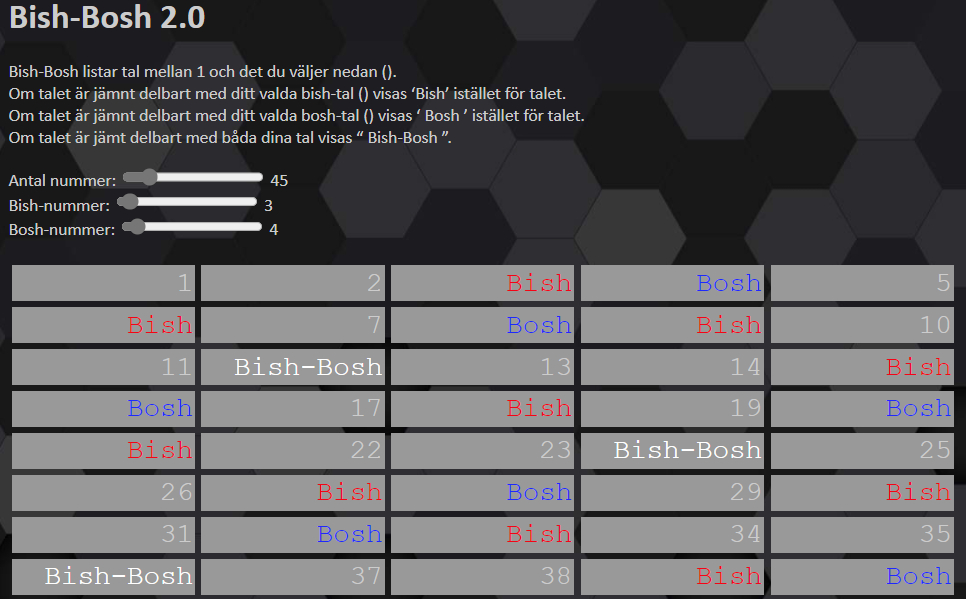 Bish-Bosh 2.0
Bish-Bosh listar tal mellan 1 och det du väljer nedan ().
Om talet är jämnt delbart med ditt valda bish-tal () visas ‘Bish’ istället för talet.
Om talet är jämnt delbart med ditt valda bosh-tal () visas ‘ Bosh ’ istället för talet.
Om talet är jämt delbart med båda dina tal visas “ Bish-Bosh ”.
Antal nummer: 45
Bish-nummer: 3
Bosh-nummer: 4
1 2 Bish Bosh 5
Bish 7 Bosh Bish 10
11 Bish-Bosh 13 14 Bish
Bosh 17 Bish 19 Bosh
Bish 22 23 Bish-Bosh 25
26 Bish Bosh 29 Bish
31 Bosh Bish 34 35
Bish-Bosh 37 38 Bish Bosh